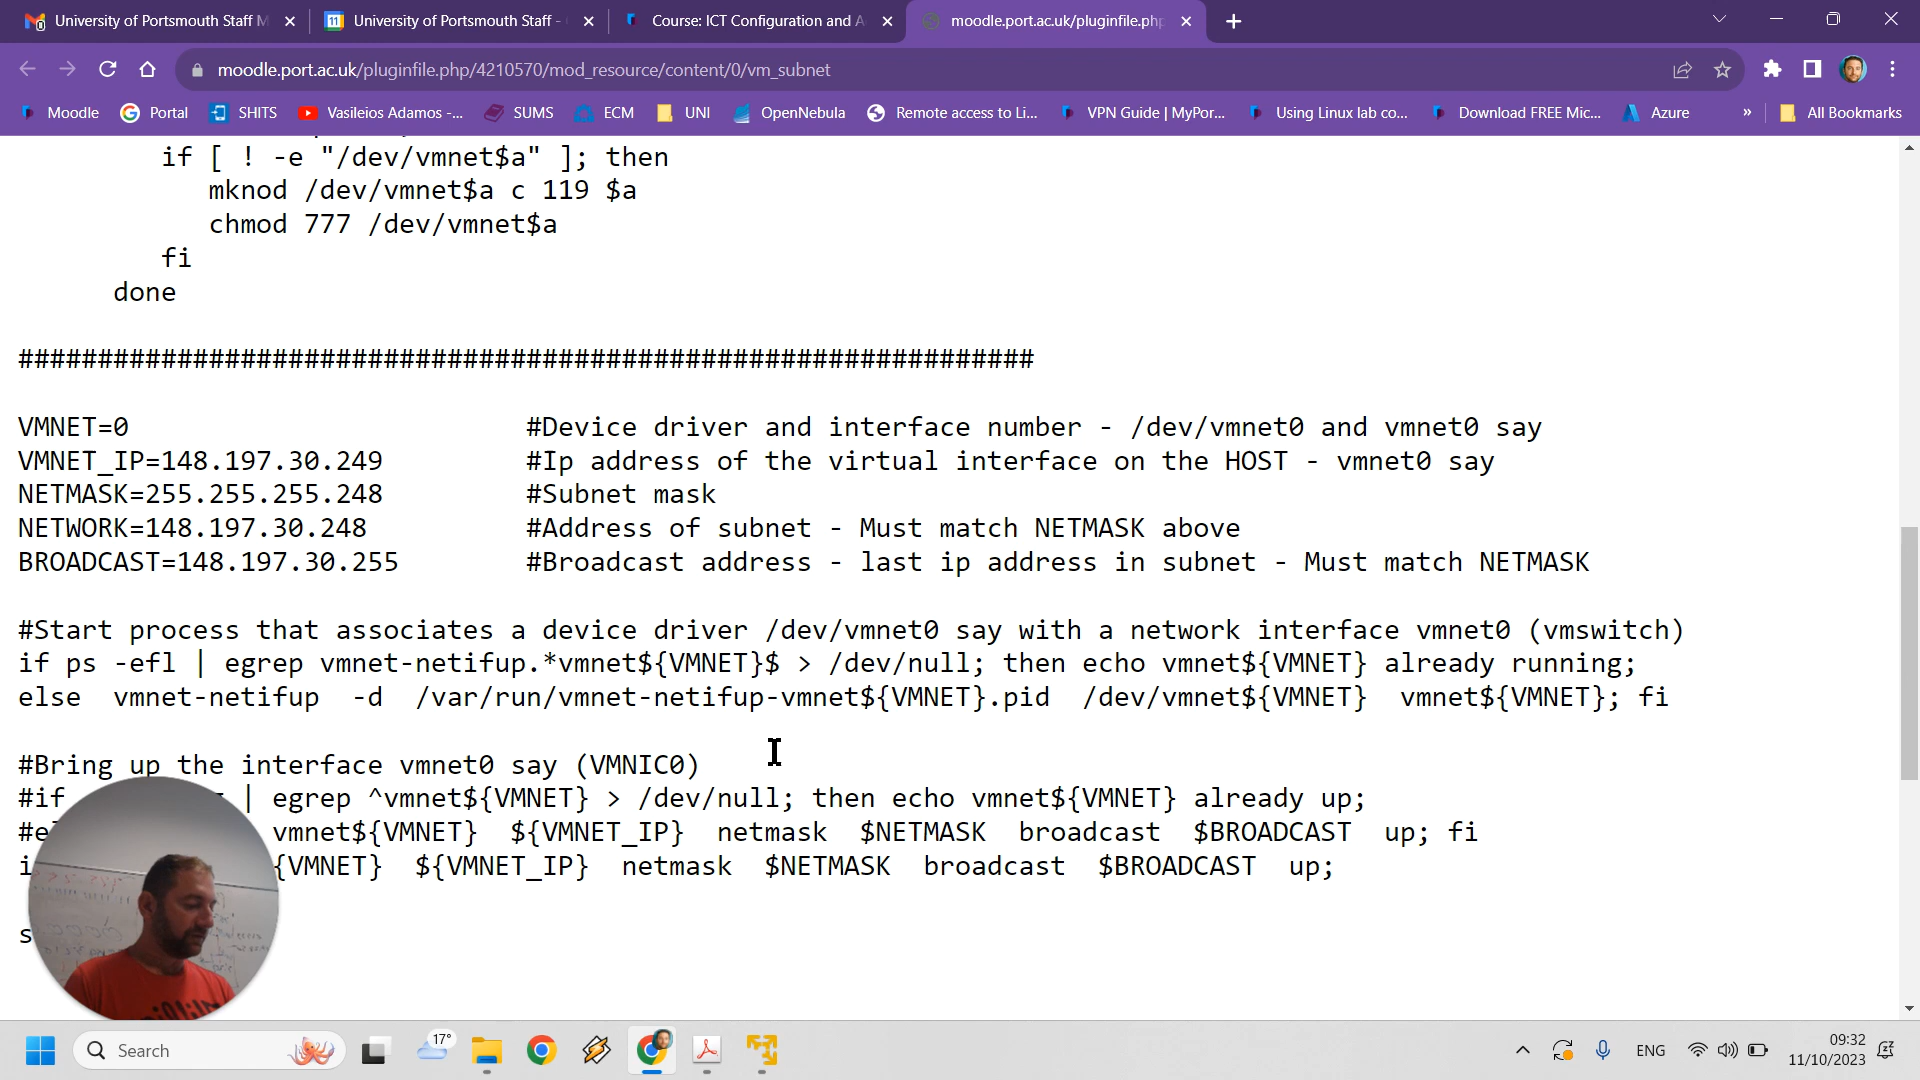 University of Portsmouth Staff M
University of Portsmouth Staff -
Course: ICT Configuration and A
moodle.port.ac.uk/pluginfile.php
moodle.port.ac.uk/pluginfile.php/4210570/mod_resource/content/0/vm_subnet
Moodle Portal SHITS Vasileios Adamos -... SUMS ECM UNI OpenNebula Remote access to Li... VPN Guide | MyPor... Using Linux lab co... Download FREE Mic... Azure » All Bookmarks
if [ ! -e "/dev/vmnet$a" ]; then
mknod /dev/vmnet$a c 119 $a
chmod 777 /dev/vmnet$a
fi
done
################################################################
VMNET=0 #Device driver and interface number - /dev/vmnet0 and vmnet0 say
VMNET_IP=148.197.30.249 #Ip address of the virtual interface on the HOST - vmnet0 say
NETMASK=255.255.255.248 #Subnet mask
NETWORK=148.197.30.248 #Address of subnet - Must match NETMASK above
BROADCAST=148.197.30.255 #Broadcast address - last ip address in subnet - Must match NETMASK
#Start process that associates a device driver /dev/vmnet0 say with a network interface vmnet0 (vmswitch)
if ps -efl | egrep vmnet-netifup.*vmnet${VMNET}$ > /dev/null; then echo vmnet${VMNET} already running;
else vmnet-netifup -d /var/run/vmnet-netifup-vmnet${VMNET}.pid /dev/vmnet${VMNET} vmnet${VMNET}; fi
#Bring up the interface vmnet0 say (VMNIC0)
#if | egrep ^vmnet${VMNET} > /dev/null; then echo vmnet${VMNET} already up;
#el vmnet${VMNET} ${VMNET_IP} netmask $NETMASK broadcast $BROADCAST up; fi
i {VMNET} ${VMNET_IP} netmask $NETMASK broadcast $BROADCAST up;
s
Search
17°
ENG
09:32
11/10/2023